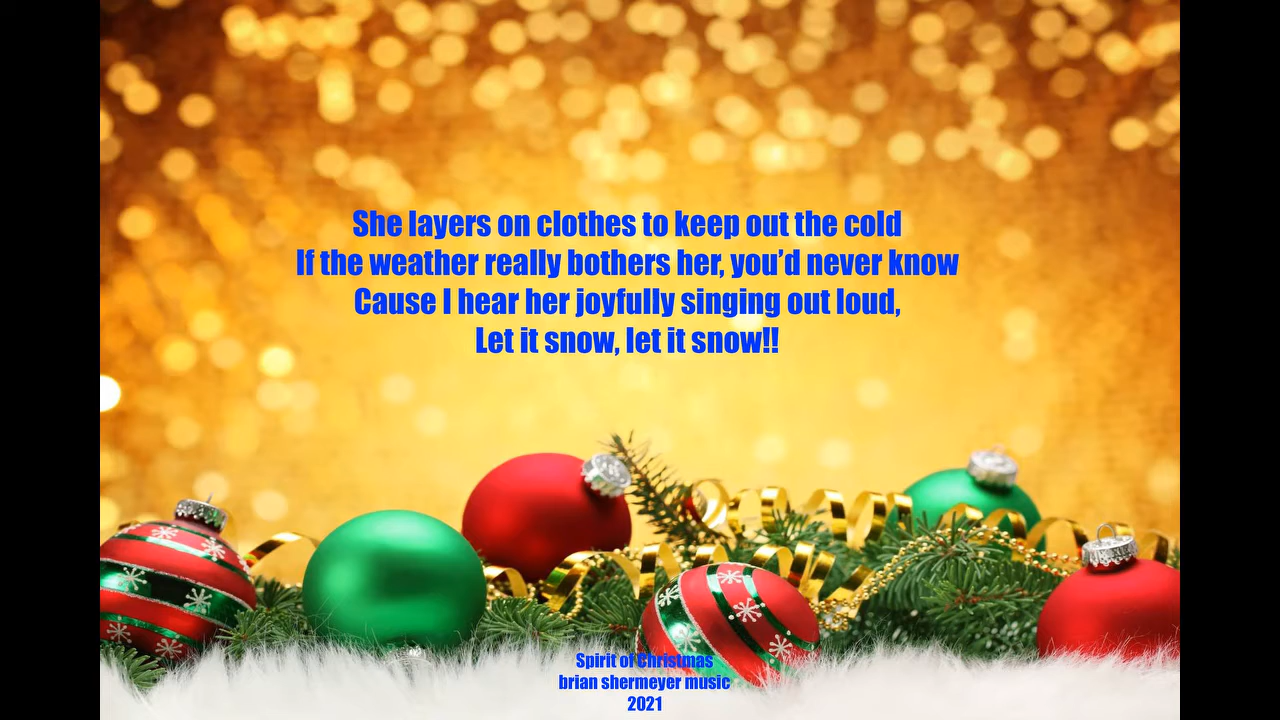 She layers on clothes to keep out the cold
If the weather really bothers her, you’d never know
Cause I hear her joyfully singing out loud,
Let it snow, let it snow!!
Spirit of Christmas
brian shermeyer music
2021